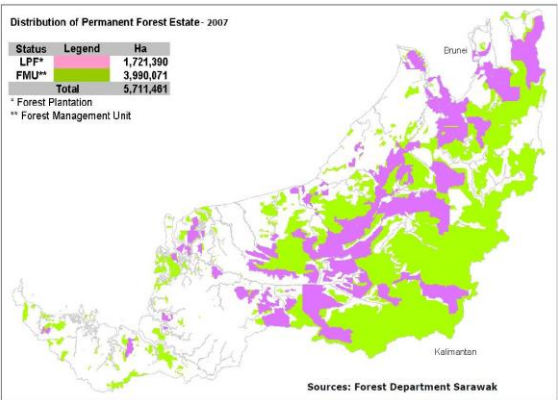 Distribution of Permanent Forest Estate - 2007
Status Legend Ha
LPF* 1,721,390
FMU** 3,990,071
Total 5,711,461
* Forest Plantation
** Forest Management Unit
Brunei
Kalimantan
Sources: Forest Department Sarawak